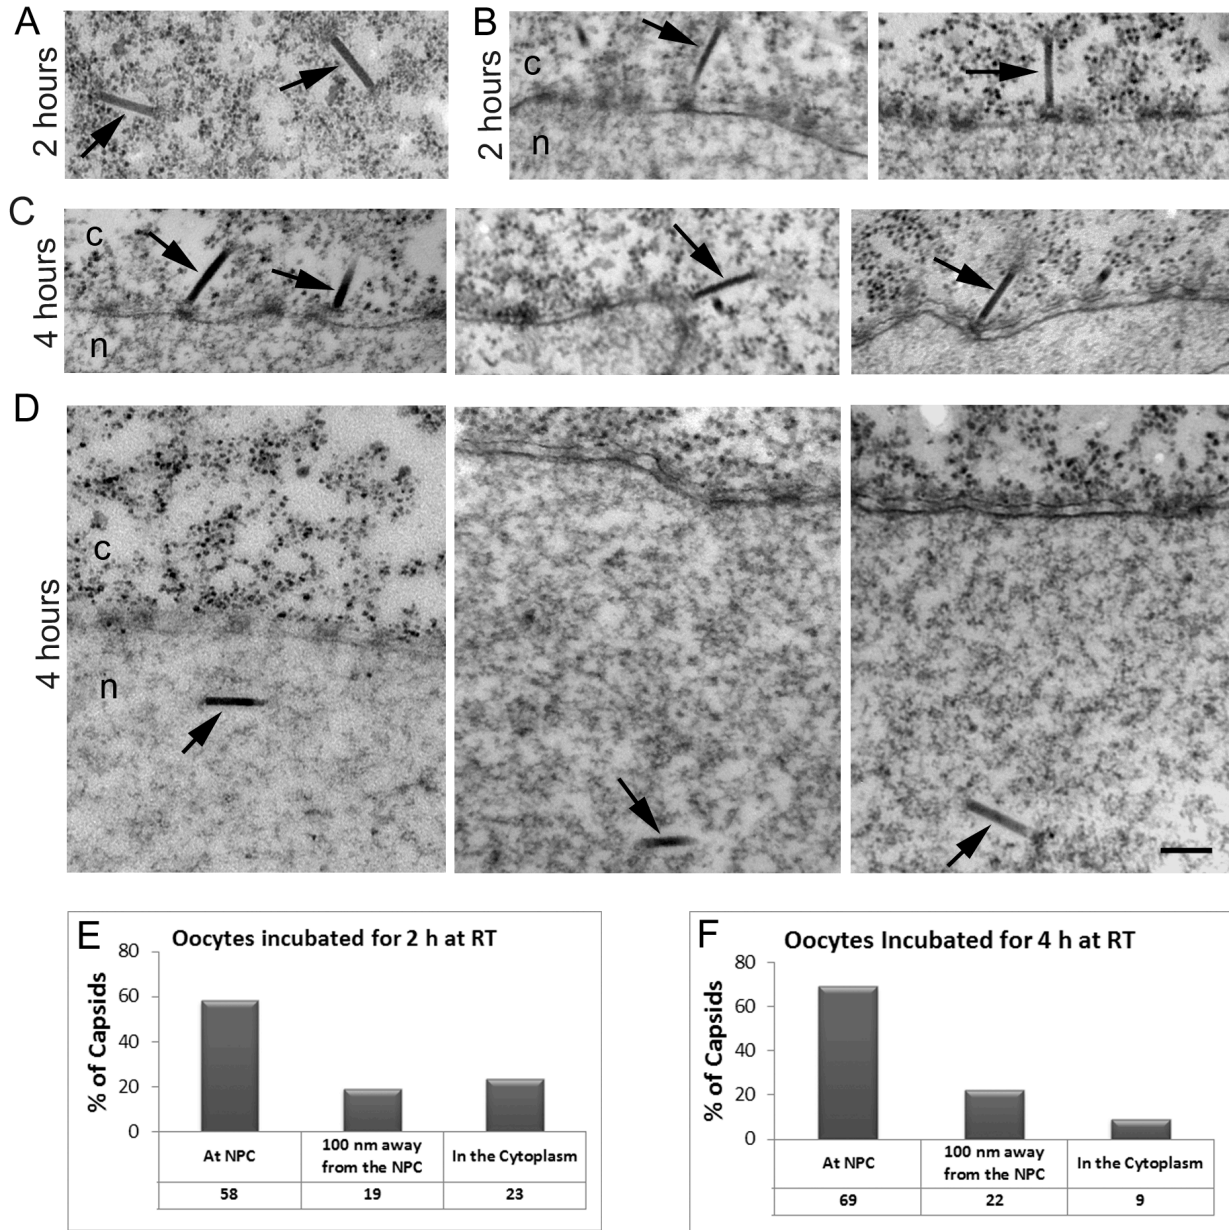 A
2 hours
B
2 hours
c
n
C
4 hours
c
n
D
4 hours
c
n
E
Oocytes incubated for 2 h at RT
% of Capsids
80
60
40
20
0
At NPC
100 nm away
from the NPC
In the Cytoplasm
58
19
23
F
Oocytes Incubated for 4 h at RT
% of Capsids
80
60
40
20
0
At NPC
100 nm away
from the NPC
In the Cytoplasm
69
22
9